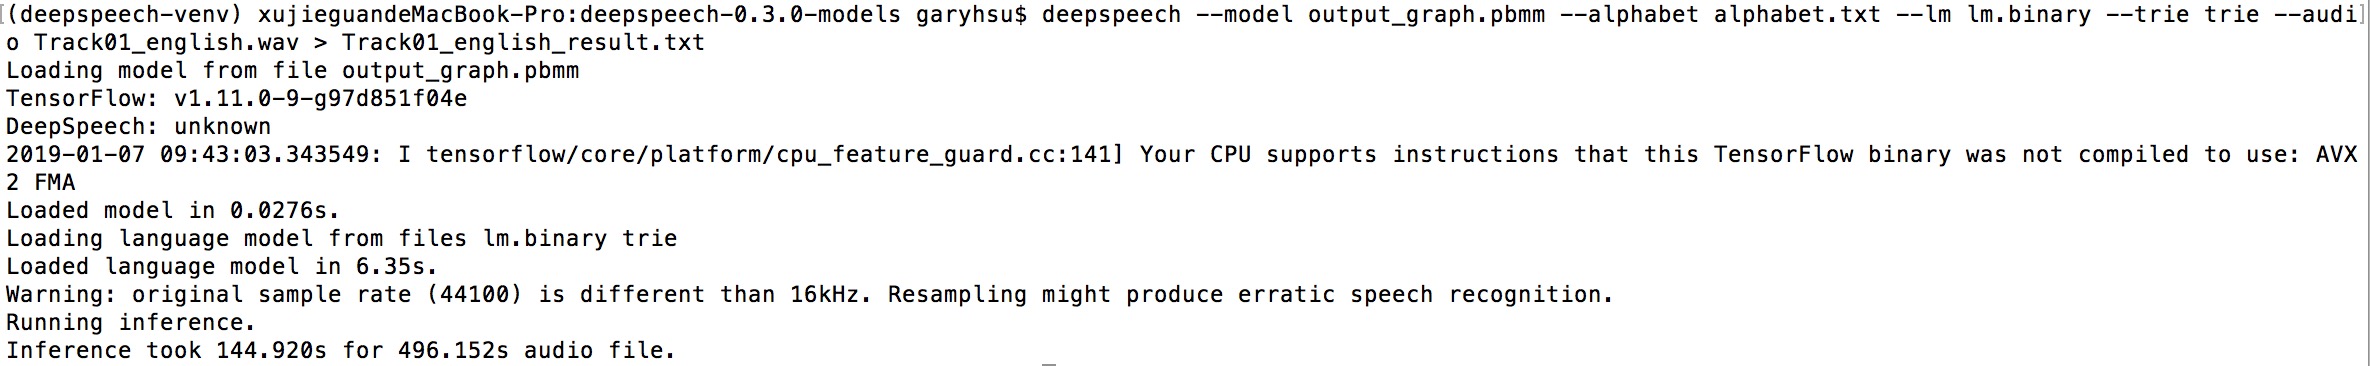 [(deepspeech-venv) xujieguandeMacBook-Pro:deepspeech-0.3.0-models garyhsu$ deepspeech --model output_graph.pbmm --alphabet alphabet.txt --lm lm.binary --trie trie --audi]
o Track01_english.wav > Track01_english_result.txt
Loading model from file output_graph.pbmm
TensorFlow: v1.11.0-9-g97d851f04e
DeepSpeech: unknown
2019-01-07 09:43:03.343549: I tensorflow/core/platform/cpu_feature_guard.cc:141] Your CPU supports instructions that this TensorFlow binary was not compiled to use: AVX
2 FMA
Loaded model in 0.0276s.
Loading language model from files lm.binary trie
Loaded language model in 6.35s.
Warning: original sample rate (44100) is different than 16kHz. Resampling might produce erratic speech recognition.
Running inference.
Inference took 144.920s for 496.152s audio file.